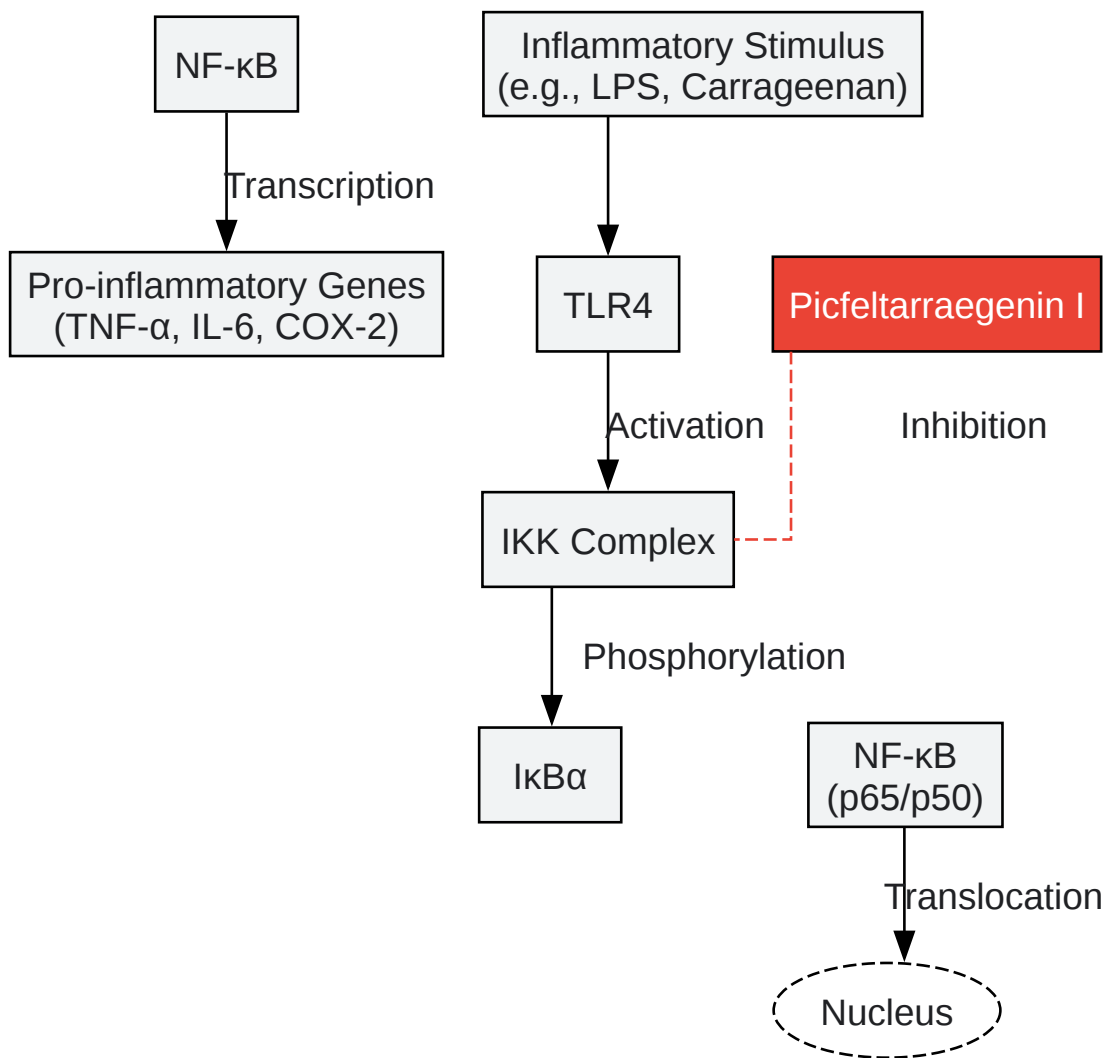 NF-κB
Inflammatory Stimulus
(e.g., LPS, Carrageenan)
Transcription
Pro-inflammatory Genes
(TNF-α, IL-6, COX-2)
TLR4
Picfeltarraegenin I
Activation
Inhibition
IKK Complex
Phosphorylation
IκBα
NF-κB
(p65/p50)
Translocation
Nucleus